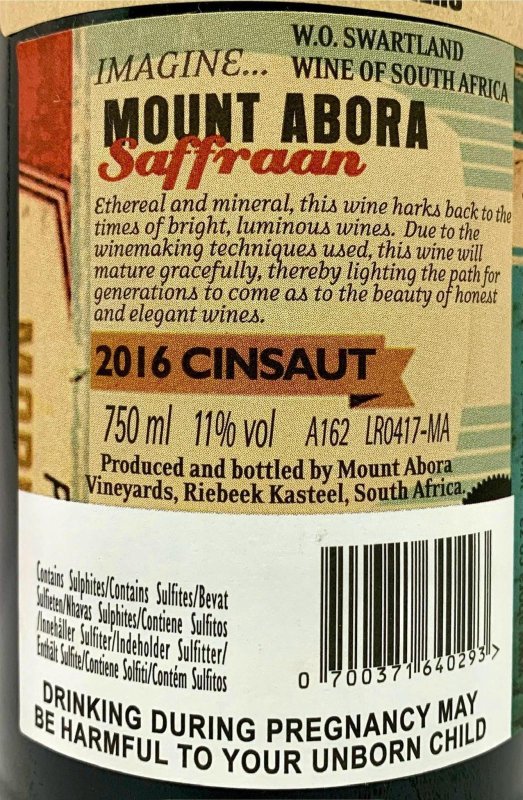 W.O. SWARTLAND
IMAGINE... WINE OF SOUTH AFRICA
MOUNT ABORA
Saffraan
Ethereal and mineral, this wine harks back to the
times of bright, luminous wines. Due to the
winemaking techniques used, this wine will
mature gracefully, thereby lighting the path for
generations to come as to the beauty of honest
and elegant wines.
2016 CINSAUT
750 ml 11% vol A162 LR0417-MA
Produced and bottled by Mount Abora
Vineyards, Riebeek Kasteel, South Africa.
Contains Sulphites/Contains Sulfites/Bevat
Sulfieten/Nhavas Sulphites/Contiene Sulfitos
/Innehåller Sulfiter/Indeholder Sulfitter/
Enthält Sulfite/Contiene Solfiti/Contém Sulfitos
0 700371 640293 >
DRINKING DURING PREGNANCY MAY
BE HARMFUL TO YOUR UNBORN CHILD